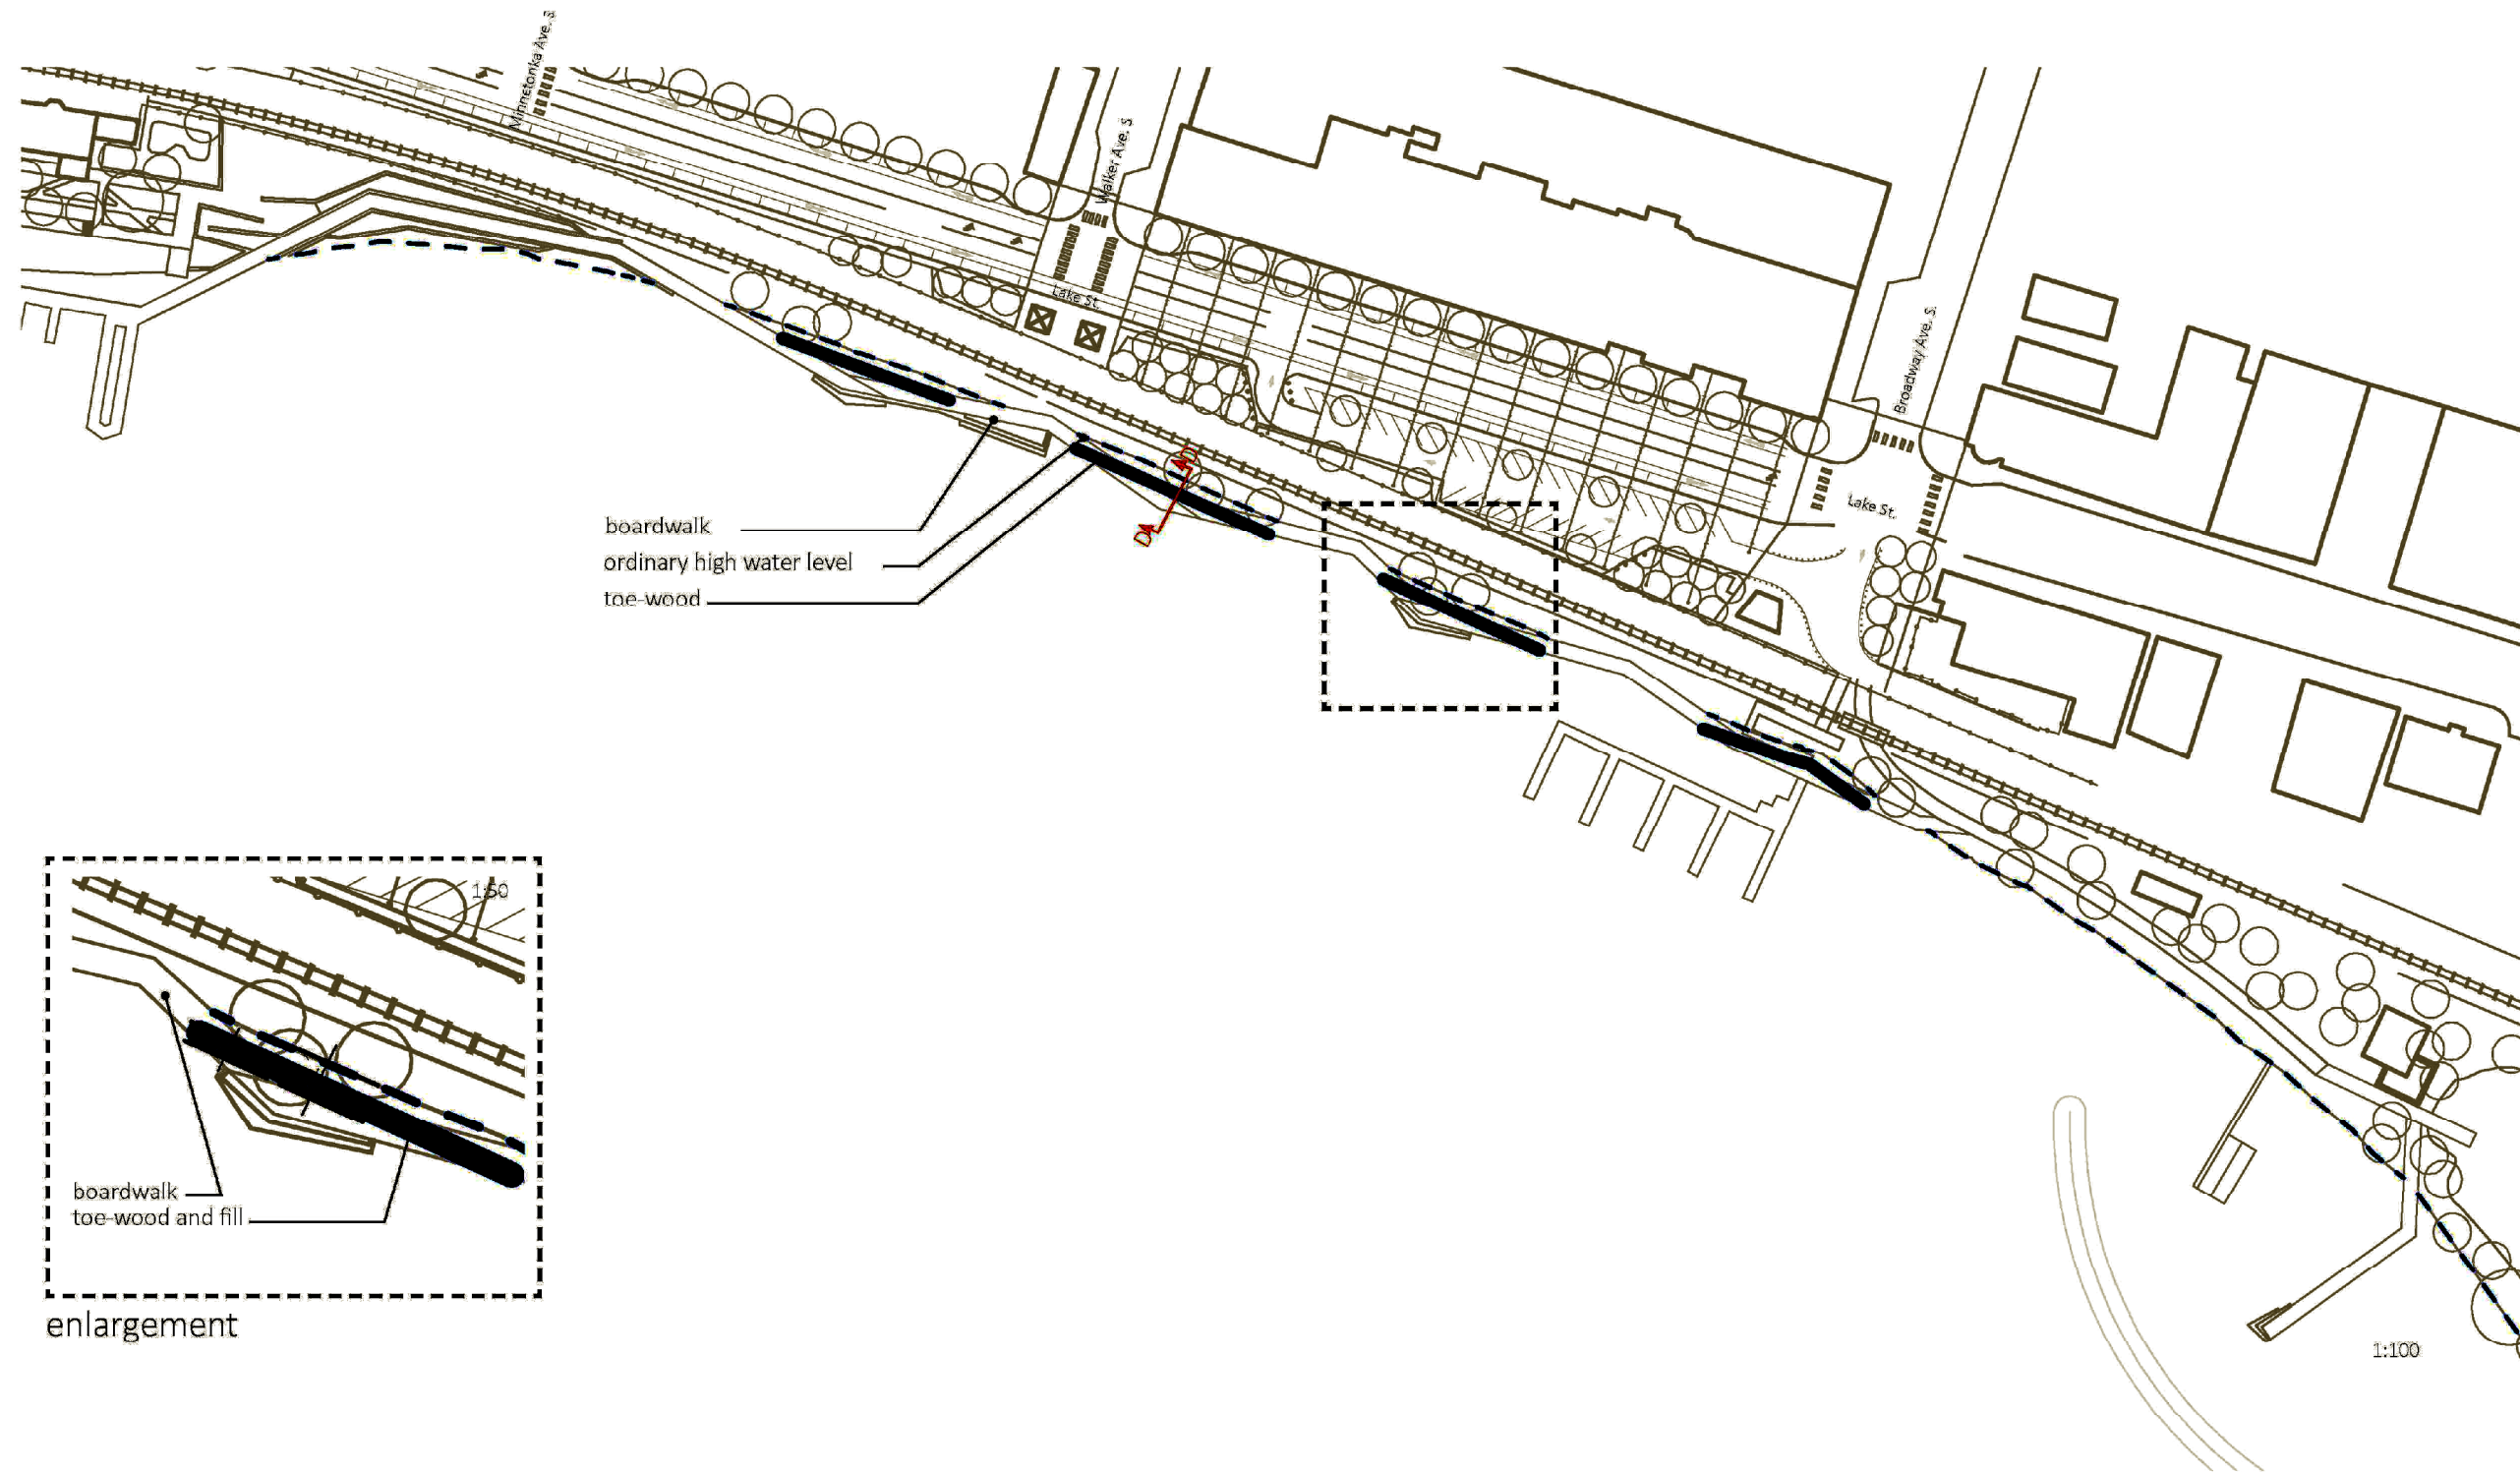 Minnetonka Ave. S.
Walker Ave. S.
Lake St.
Broadway Ave. S.
Lake St.
D
D
boardwalk
ordinary high water level
toe-wood
1:50
boardwalk
toe-wood and fill
enlargement
1:100